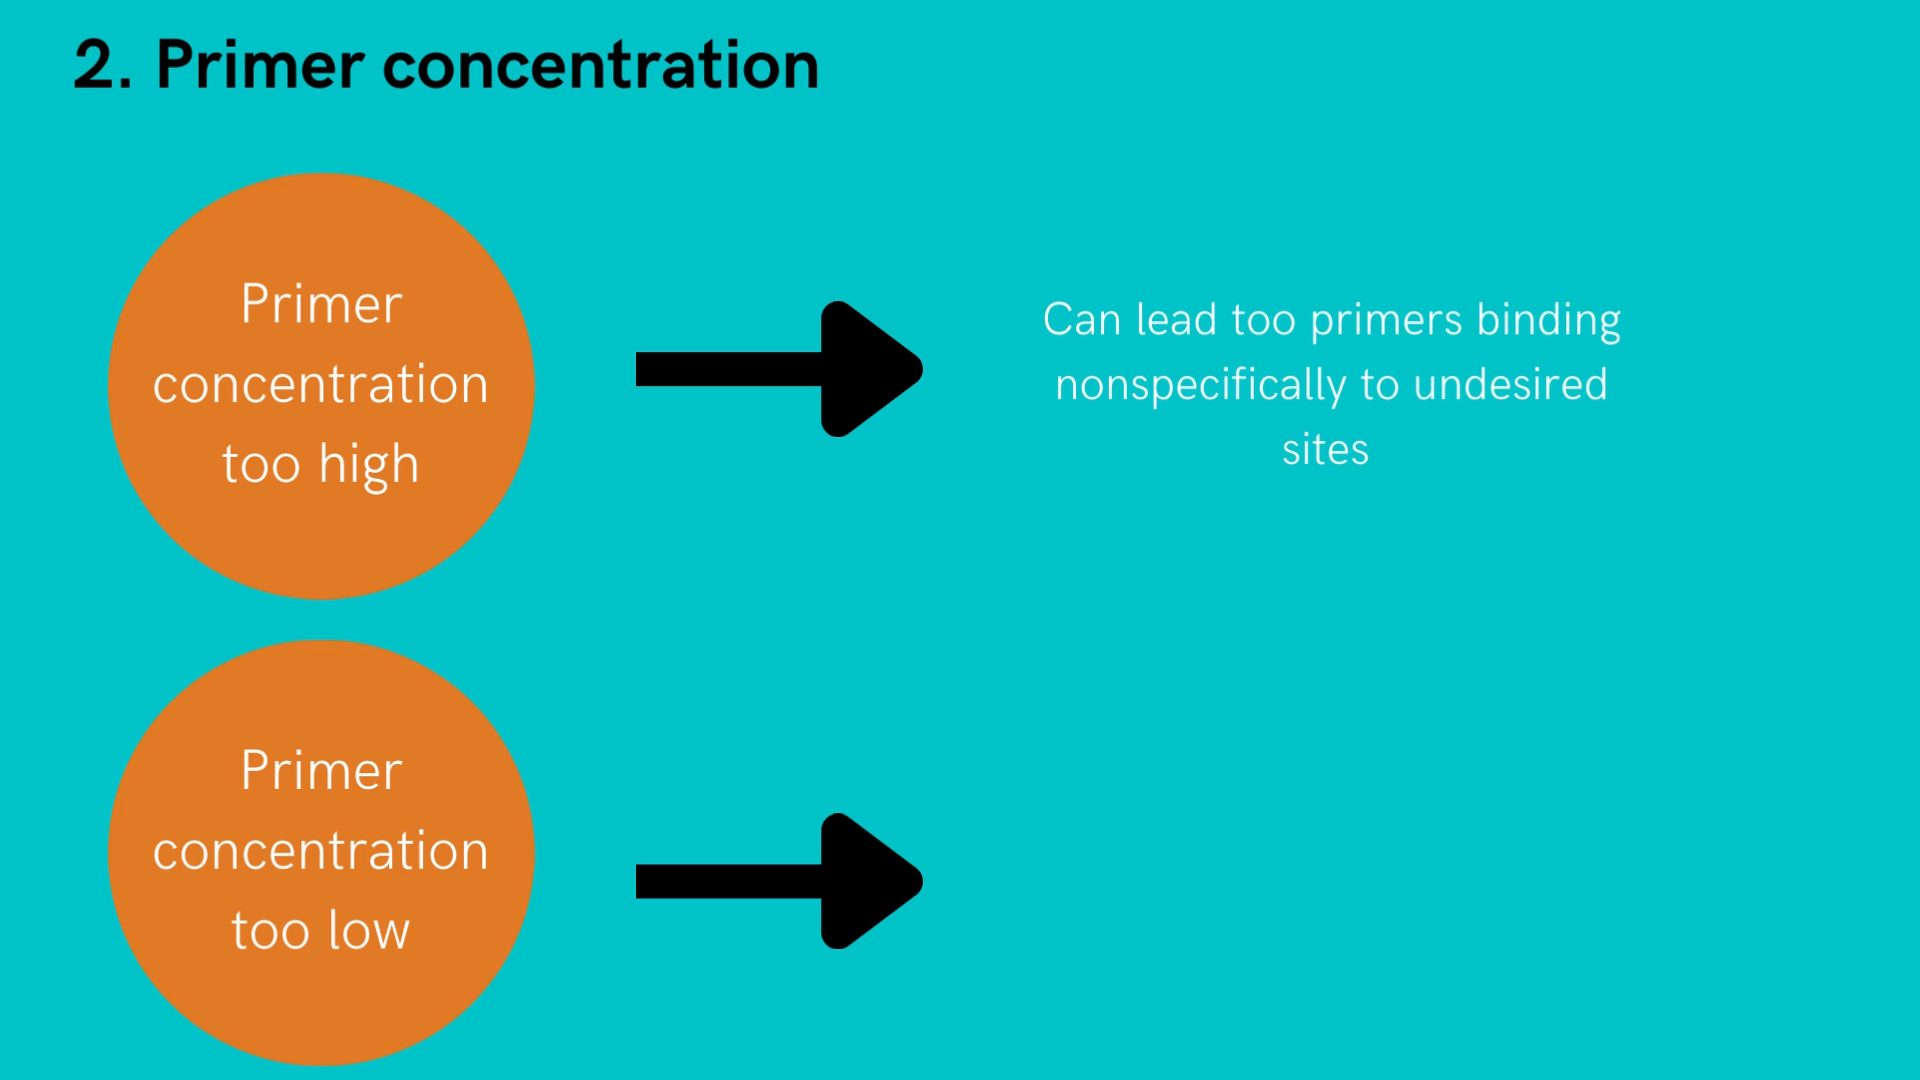 2. Primer concentration
Primer
concentration
too high
Can lead too primers binding
nonspecifically to undesired
sites
Primer
concentration
too low